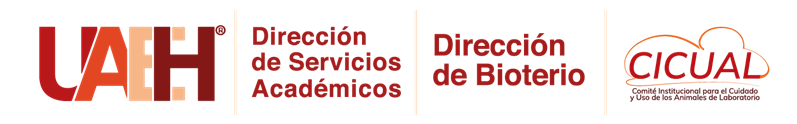 UAEH®
Dirección
de Servicios
Académicos
Dirección
de Bioterio
CICUAL
Comité Institucional para el Cuidado
y Uso de los Animales de Laboratorio